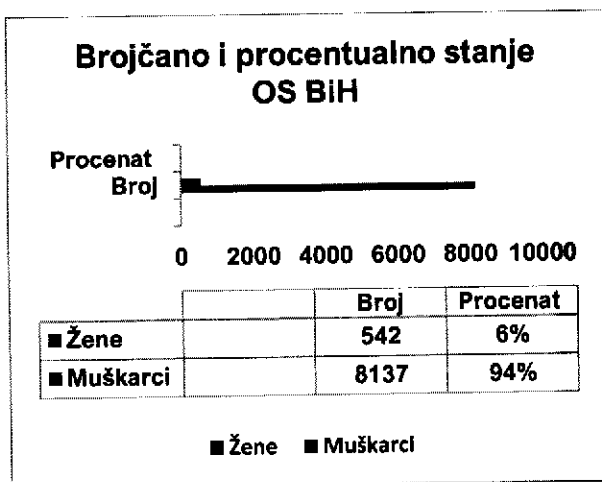 Brojčano i procentualno stanje
OS BiH
Procenat
Broj
0 2000 4000 6000 8000 10000
Broj Procenat
Žene 542 6%
Muškarci 8137 94%
Žene Muškarci